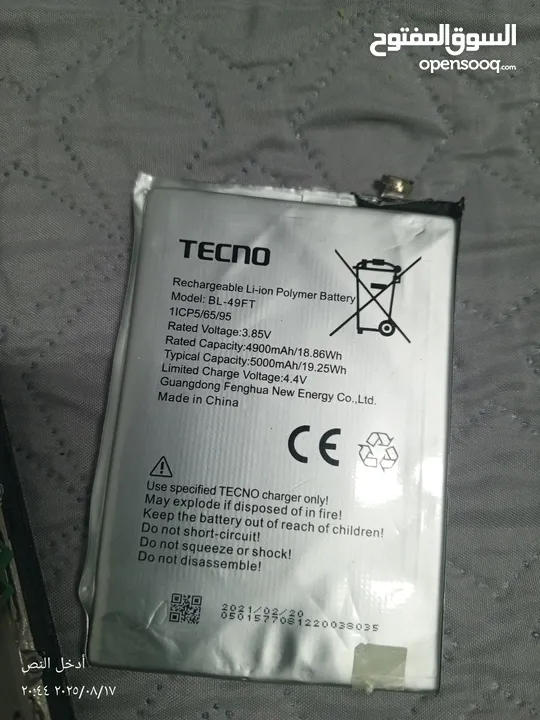 السوق المفتوح
opensooq.com
TECNO
Rechargeable Li-ion Polymer Battery
Model: BL-49FT
1ICP5/65/95
Rated Voltage:3.85V
Rated Capacity:4900mAh/18.86Wh
Typical Capacity:5000mAh/19.25Wh
Limited Charge Voltage:4.4V
Guangdong Fenghua New Energy Co.,Ltd.
Made in China
CE
Use specified TECNO charger only!
May explode if disposed of in fire!
Keep the battery out of reach of children!
Do not short-circuit!
Do not squeeze or shock!
Do not disassemble!
2021/02/20
0501577081220038035
أدخل النص
٢٠٢٥/٠٨/١٧ ٢٠:٤٤